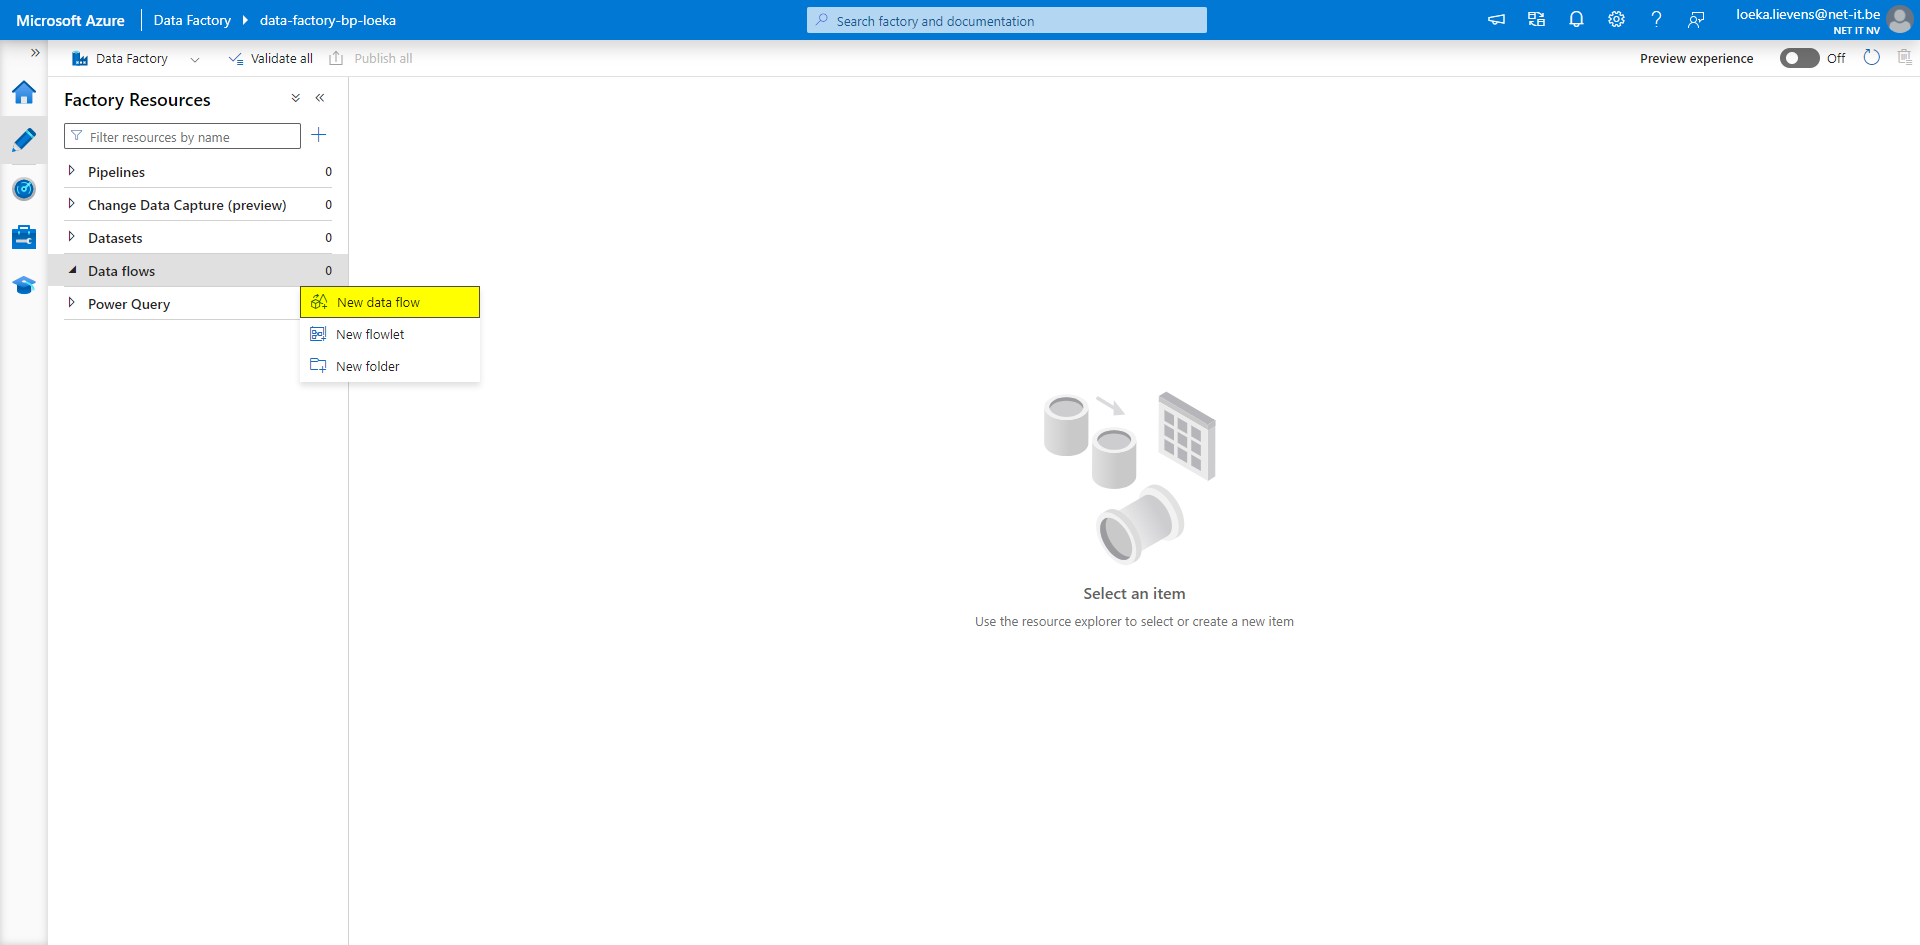 Microsoft Azure
Data Factory
data-factory-bp-loeka
Search factory and documentation
loeka.lievens@net-it.be
NET IT NV
Data Factory
Validate all
Publish all
Preview experience
Off
Factory Resources
Filter resources by name
Pipelines 0
Change Data Capture (preview) 0
Datasets 0
Data flows 0
Power Query
New data flow
New flowlet
New folder
Select an item
Use the resource explorer to select or create a new item